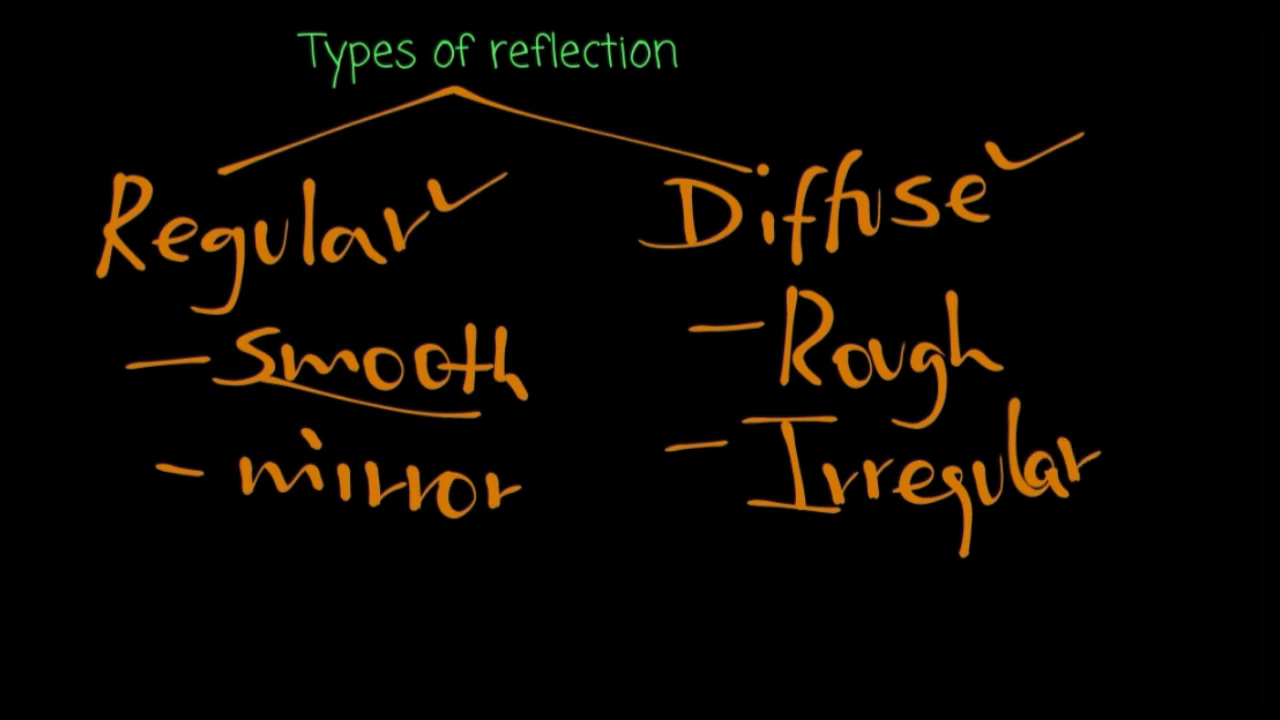 Types of reflection
Regular ✓
Diffuse ✓
- Smooth
- mirror
- Rough
- Irregular